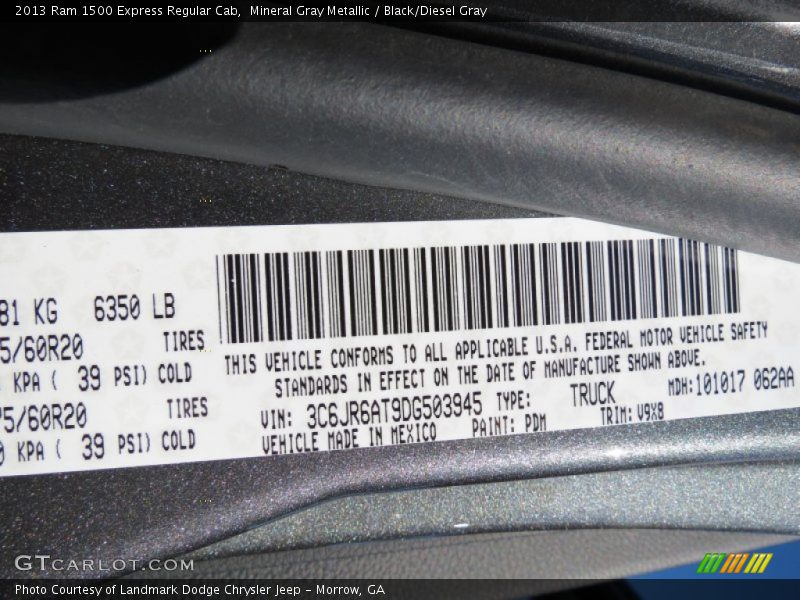 2013 Ram 1500 Express Regular Cab,  Mineral Gray Metallic / Black/Diesel Gray
81 KG 6350 LB
5/60R20 TIRES
KPA ( 39 PSI) COLD
75/60R20 TIRES
0 KPA ( 39 PSI) COLD
THIS VEHICLE CONFORMS TO ALL APPLICABLE U.S.A. FEDERAL MOTOR VEHICLE SAFETY
STANDARDS IN EFFECT ON THE DATE OF MANUFACTURE SHOWN ABOVE.
VIN: 3C6JR6AT9DG503945 TYPE: TRUCK MDH:101017 062AA
VEHICLE MADE IN MEXICO PAINT: PDM TRIM: V9X8
GTCARLOT.COM
Photo Courtesy of Landmark Dodge Chrysler Jeep - Morrow, GA